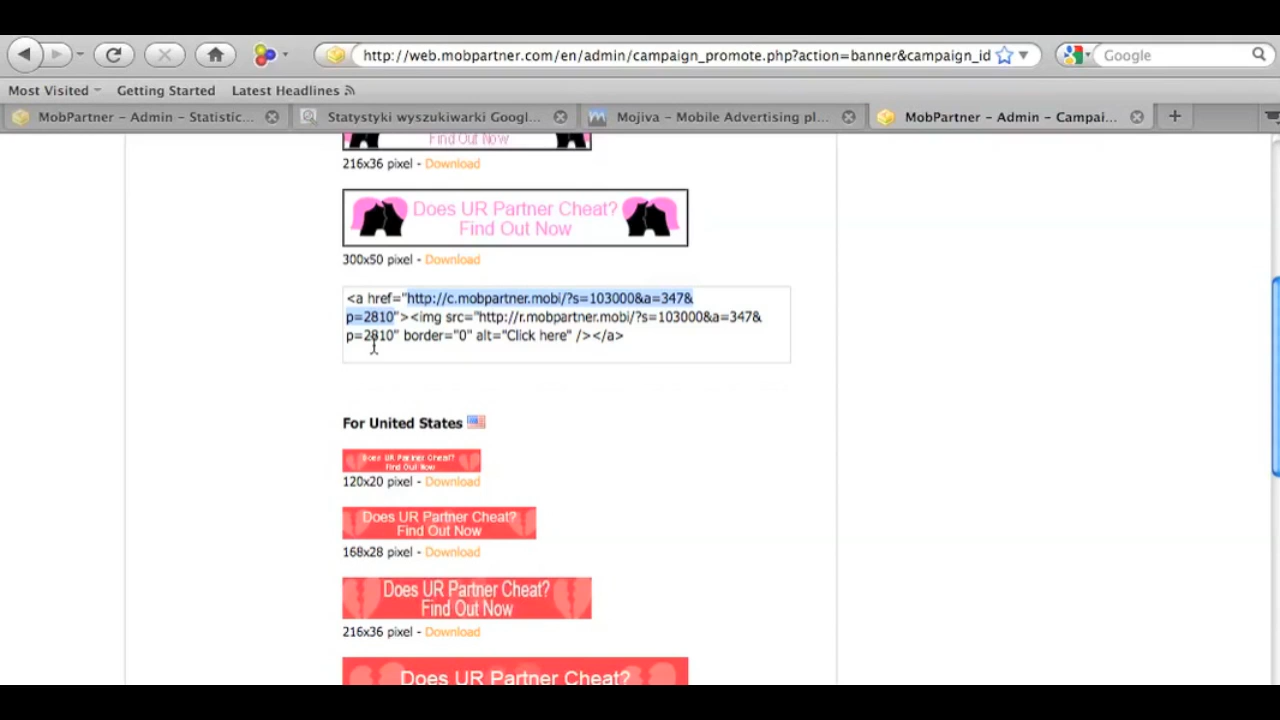 http://web.mobpartner.com/en/admin/campaign_promote.php?action=banner&campaign_id
Google
Most Visited
Getting Started
Latest Headlines
MobPartner – Admin – Statistic...
Statystyki wyszukiwarki Googl...
Mojiva – Mobile Advertising pl...
MobPartner – Admin – Campai...
Find Out Now
216x36 pixel - Download
Does UR Partner Cheat?
Find Out Now
300x50 pixel - Download
<a href="http://c.mobpartner.mobi/?s=103000&a=347&
p=2810"><img src="http://r.mobpartner.mobi/?s=103000&a=347&
p=2810" border="0" alt="Click here" /></a>
For United States
Does UR Partner Cheat?
Find Out Now
120x20 pixel - Download
Does UR Partner Cheat?
Find Out Now
168x28 pixel - Download
Does UR Partner Cheat?
Find Out Now
216x36 pixel - Download
Does UR Partner Cheat?